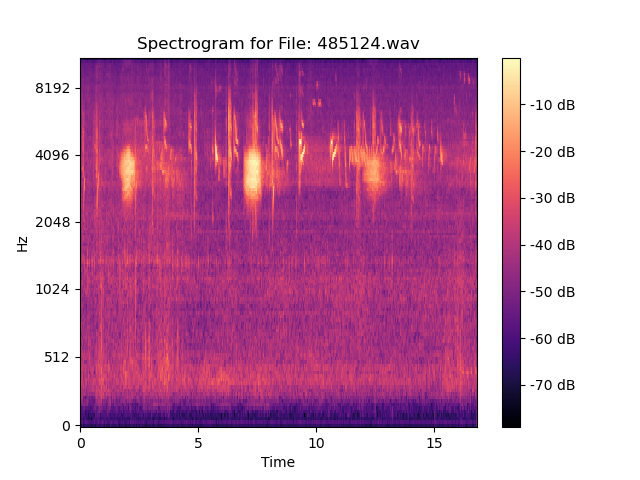 Spectrogram for File: 485124.wav
8192
4096
2048
1024
512
0
Hz
0
5
10
15
Time
-10 dB
-20 dB
-30 dB
-40 dB
-50 dB
-60 dB
-70 dB